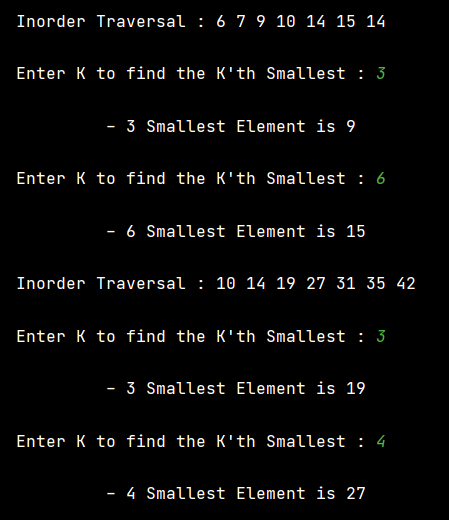 Inorder Traversal : 6 7 9 10 14 15 14
Enter K to find the K'th Smallest : 3
- 3 Smallest Element is 9
Enter K to find the K'th Smallest : 6
- 6 Smallest Element is 15
Inorder Traversal : 10 14 19 27 31 35 42
Enter K to find the K'th Smallest : 3
- 3 Smallest Element is 19
Enter K to find the K'th Smallest : 4
- 4 Smallest Element is 27